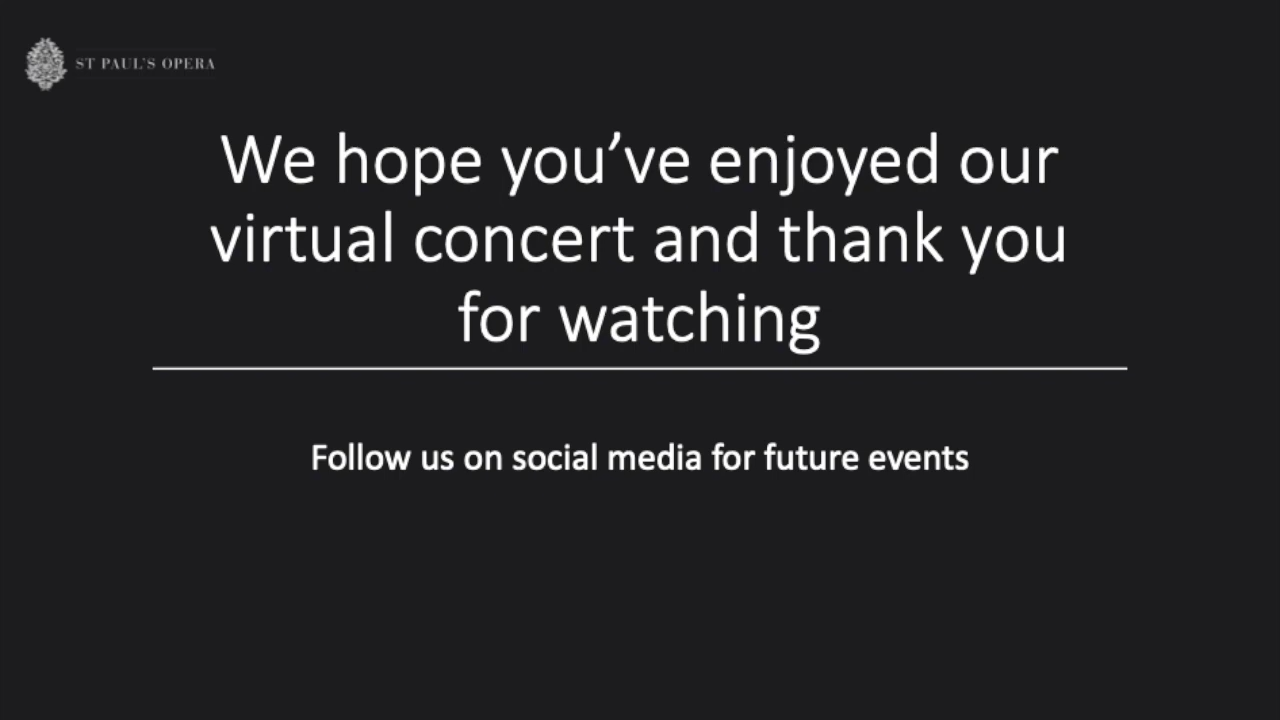 ST PAUL'S OPERA
We hope you’ve enjoyed our
virtual concert and thank you
for watching
Follow us on social media for future events